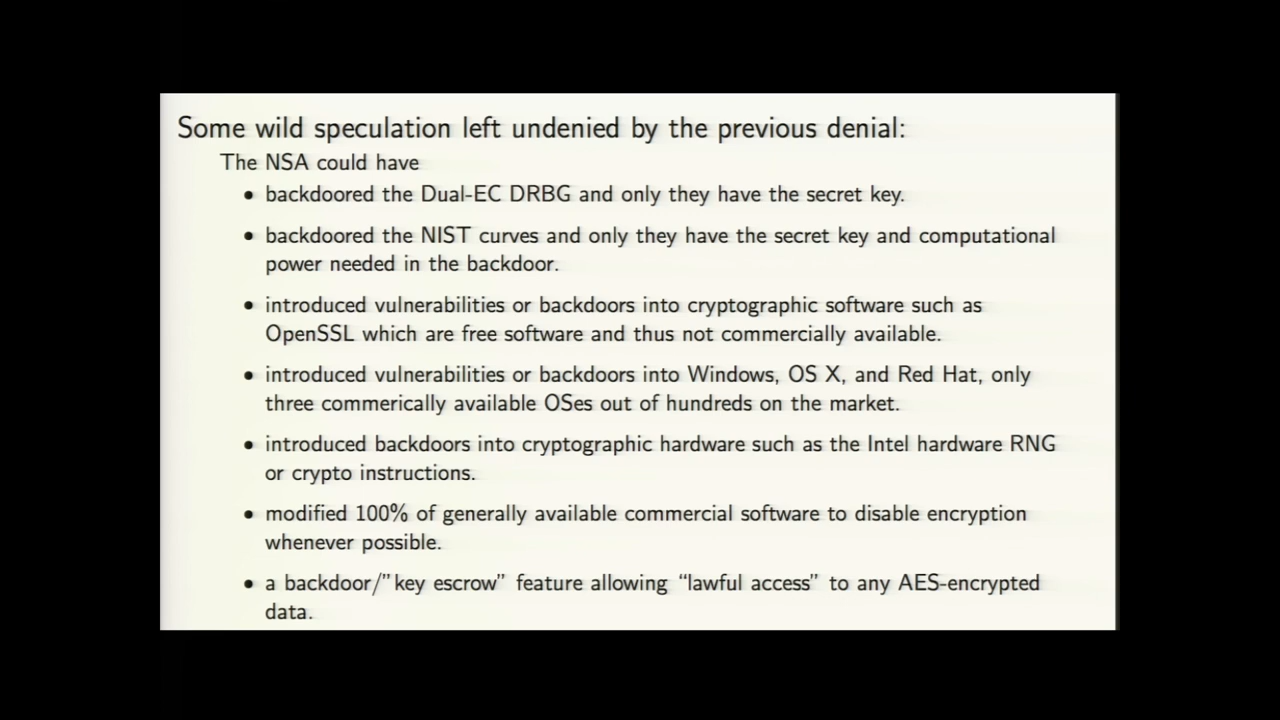 Some wild speculation left undenied by the previous denial:
The NSA could have
• backdoored the Dual-EC DRBG and only they have the secret key.
• backdoored the NIST curves and only they have the secret key and computational
power needed in the backdoor.
• introduced vulnerabilities or backdoors into cryptographic software such as
OpenSSL which are free software and thus not commercially available.
• introduced vulnerabilities or backdoors into Windows, OS X, and Red Hat, only
three commerically available OSes out of hundreds on the market.
• introduced backdoors into cryptographic hardware such as the Intel hardware RNG
or crypto instructions.
• modified 100% of generally available commercial software to disable encryption
whenever possible.
• a backdoor/”key escrow” feature allowing “lawful access” to any AES-encrypted
data.